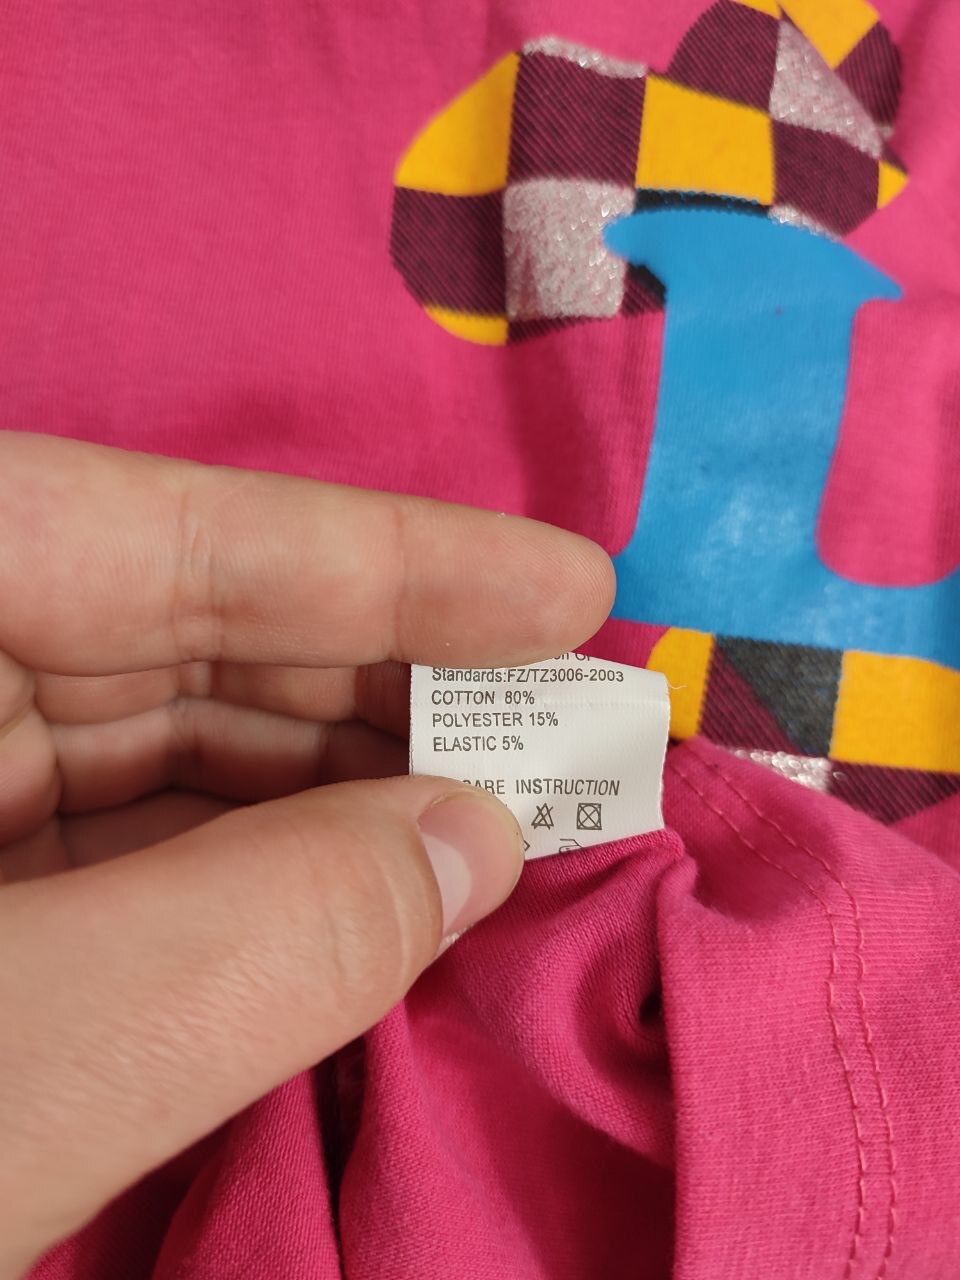 Standards:FZ/TZ3006-2003
COTTON 80%
POLYESTER 15%
ELASTIC 5%
CARE INSTRUCTION